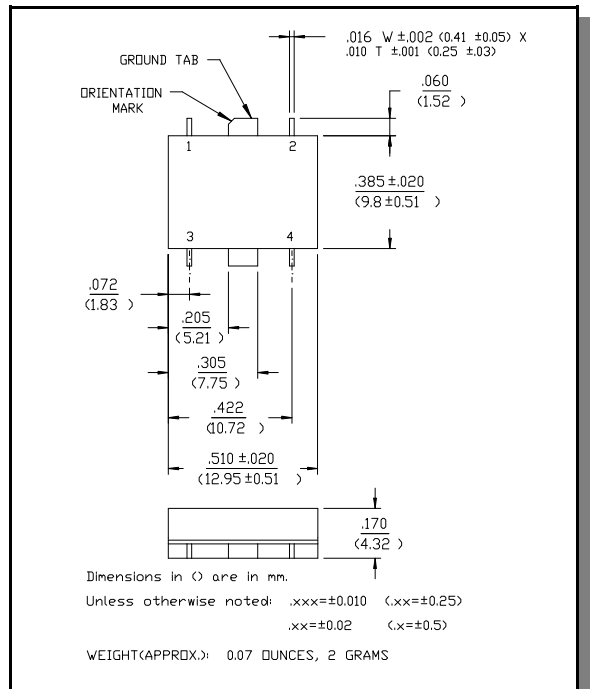 .016 W ±.002 (0.41 ±0.05) X
.010 T ±.001 (0.25 ±.03)
GROUND TAB
.060
(1.52 )
ORIENTATION
MARK
1
2
.385 ±.020
(9.8 ±0.51 )
3
4
.072
(1.83 )
.205
(5.21 )
.305
(7.75 )
.422
(10.72 )
.510 ±.020
(12.95 ±0.51 )
.170
(4.32 )
Dimensions in () are in mm.
Unless otherwise noted: .xxx=±0.010 (.xx=±0.25)
.xx=±0.02 (.x=±0.5)
WEIGHT(APPROX.): 0.07 OUNCES, 2 GRAMS